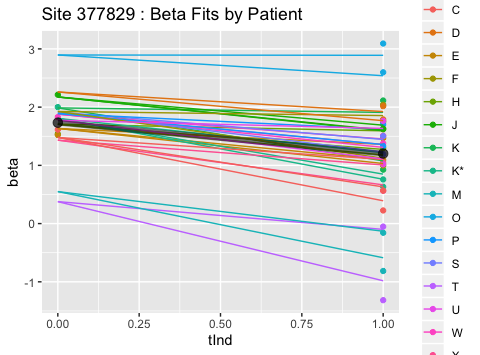 Site 377829 : Beta Fits by Patient
beta
3
2
1
0
-1
0.00 0.25 0.50 0.75 1.00
tInd
C
D
E
F
H
J
K
K*
M
O
P
S
T
U
W